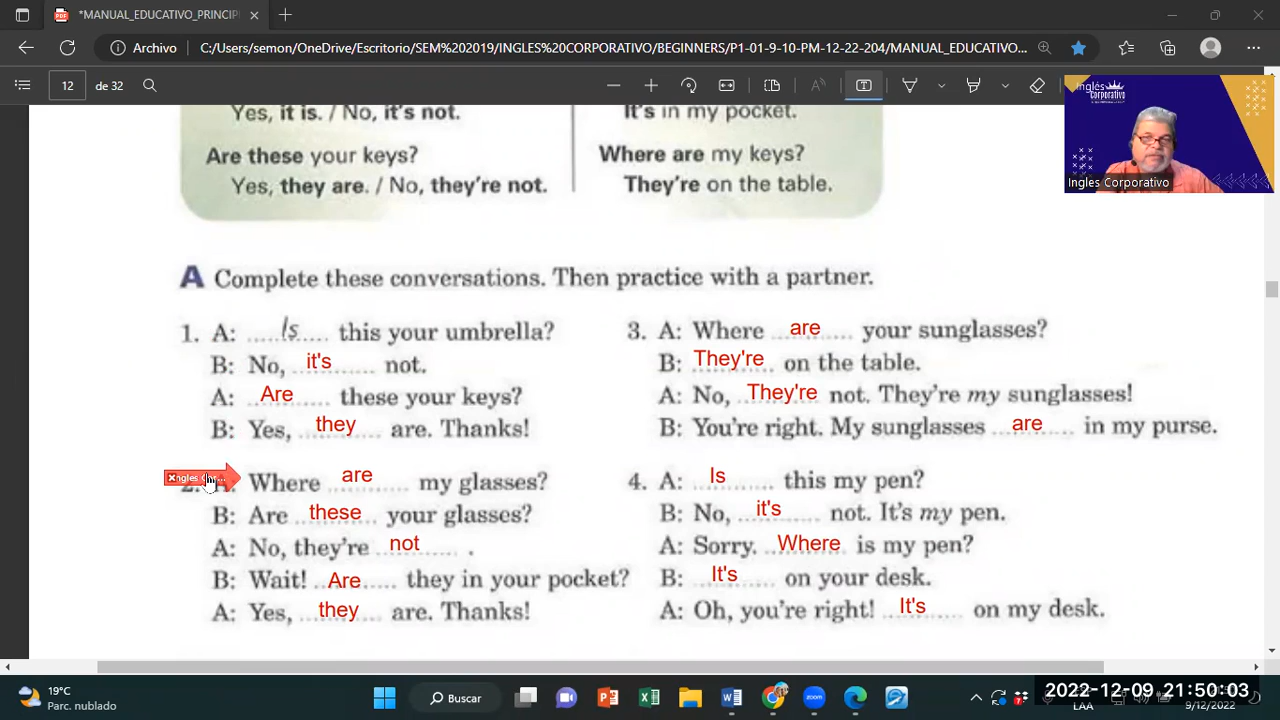 *MANUAL_EDUCATIVO_PRINCIPI
Archivo
C:/Users/semon/OneDrive/Escritorio/SEM%202019/INGLES%20CORPORATIVO/BEGINNERS/P1-01-9-10-PM-12-22-204/MANUAL_EDUCATIVO...
12 de 32
Inglés
Corporativo
Ingles Corporativo
Yes, it is. / No, it's not.
Are these your keys?
Yes, they are. / No, they're not.
It's in my pocket.
Where are my keys?
They're on the table.
A Complete these conversations. Then practice with a partner.
1. A: Is this your umbrella?
B: No, it's not.
A: Are these your keys?
B: Yes, they are. Thanks!
2. A: Where are my glasses?
B: Are these your glasses?
A: No, they're not.
B: Wait! Are they in your pocket?
A: Yes, they are. Thanks!
3. A: Where are your sunglasses?
B: They're on the table.
A: No, They're not. They're my sunglasses!
B: You're right. My sunglasses are in my purse.
4. A: Is this my pen?
B: No, it's not. It's my pen.
A: Sorry. Where is my pen?
B: It's on your desk.
A: Oh, you're right! It's on my desk.
19°C
Parc. nublado
Buscar
LAA
2022-12-09 21:50:03
9/12/2022